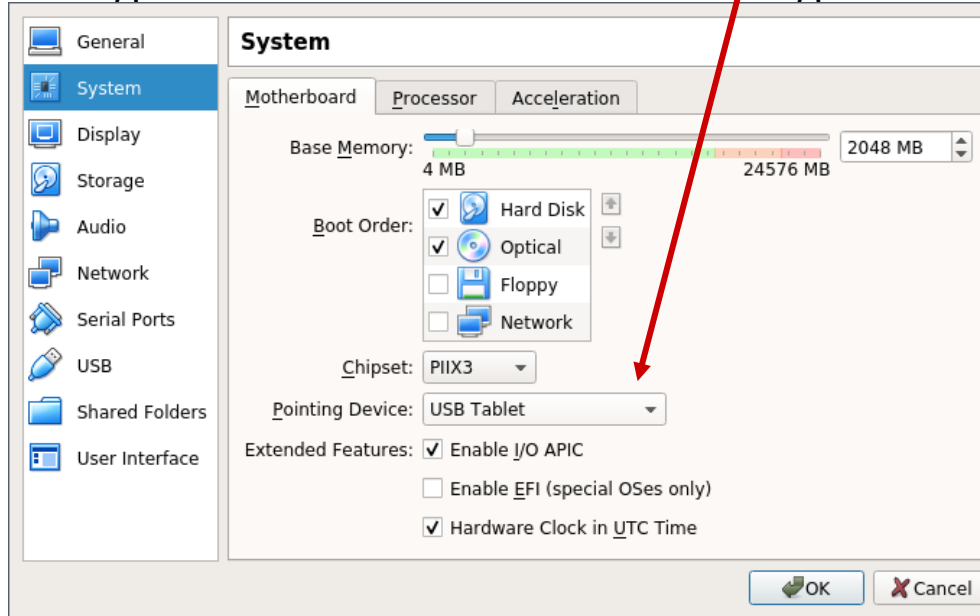 General
System
Display
Storage
Audio
Network
Serial Ports
USB
Shared Folders
User Interface
System
Motherboard Processor Acceleration
Base Memory: 2048 MB
4 MB 24576 MB
Boot Order:
Hard Disk
Optical
Floppy
Network
Chipset: PIIX3
Pointing Device: USB Tablet
Extended Features: Enable I/O APIC
Enable EFI (special OSes only)
Hardware Clock in UTC Time
OK Cancel